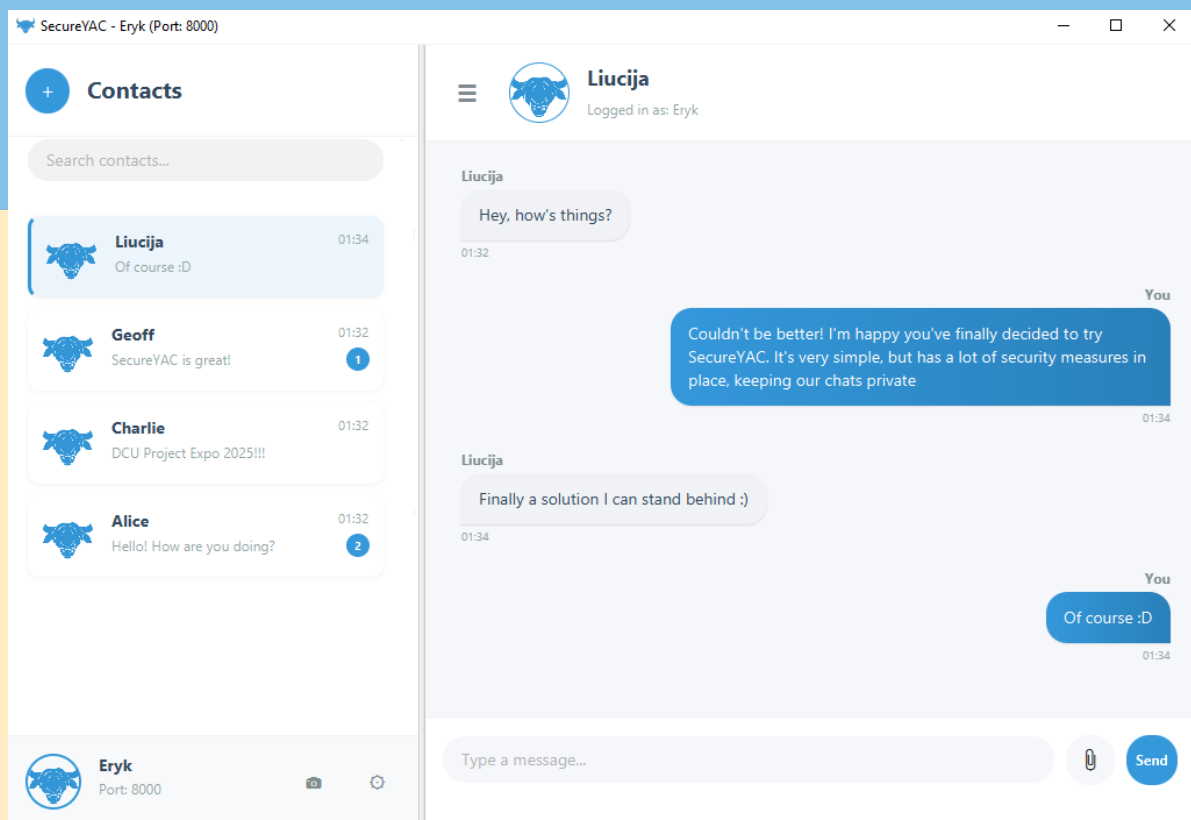 SecureYAC - Eryk (Port: 8000)
+
Contacts
Search contacts...
Liucija
01:34
Of course :D
Geoff
01:32
SecureYAC is great!
1
Charlie
01:32
DCU Project Expo 2025!!!
Alice
01:32
Hello! How are you doing?
2
Eryk
Port: 8000
Liucija
Logged in as: Eryk
Liucija
Hey, how's things?
01:32
You
Couldn't be better! I'm happy you've finally decided to try
SecureYAC. It's very simple, but has a lot of security measures in
place, keeping our chats private
01:34
Liucija
Finally a solution I can stand behind :)
01:34
You
Of course :D
01:34
Type a message...
Send